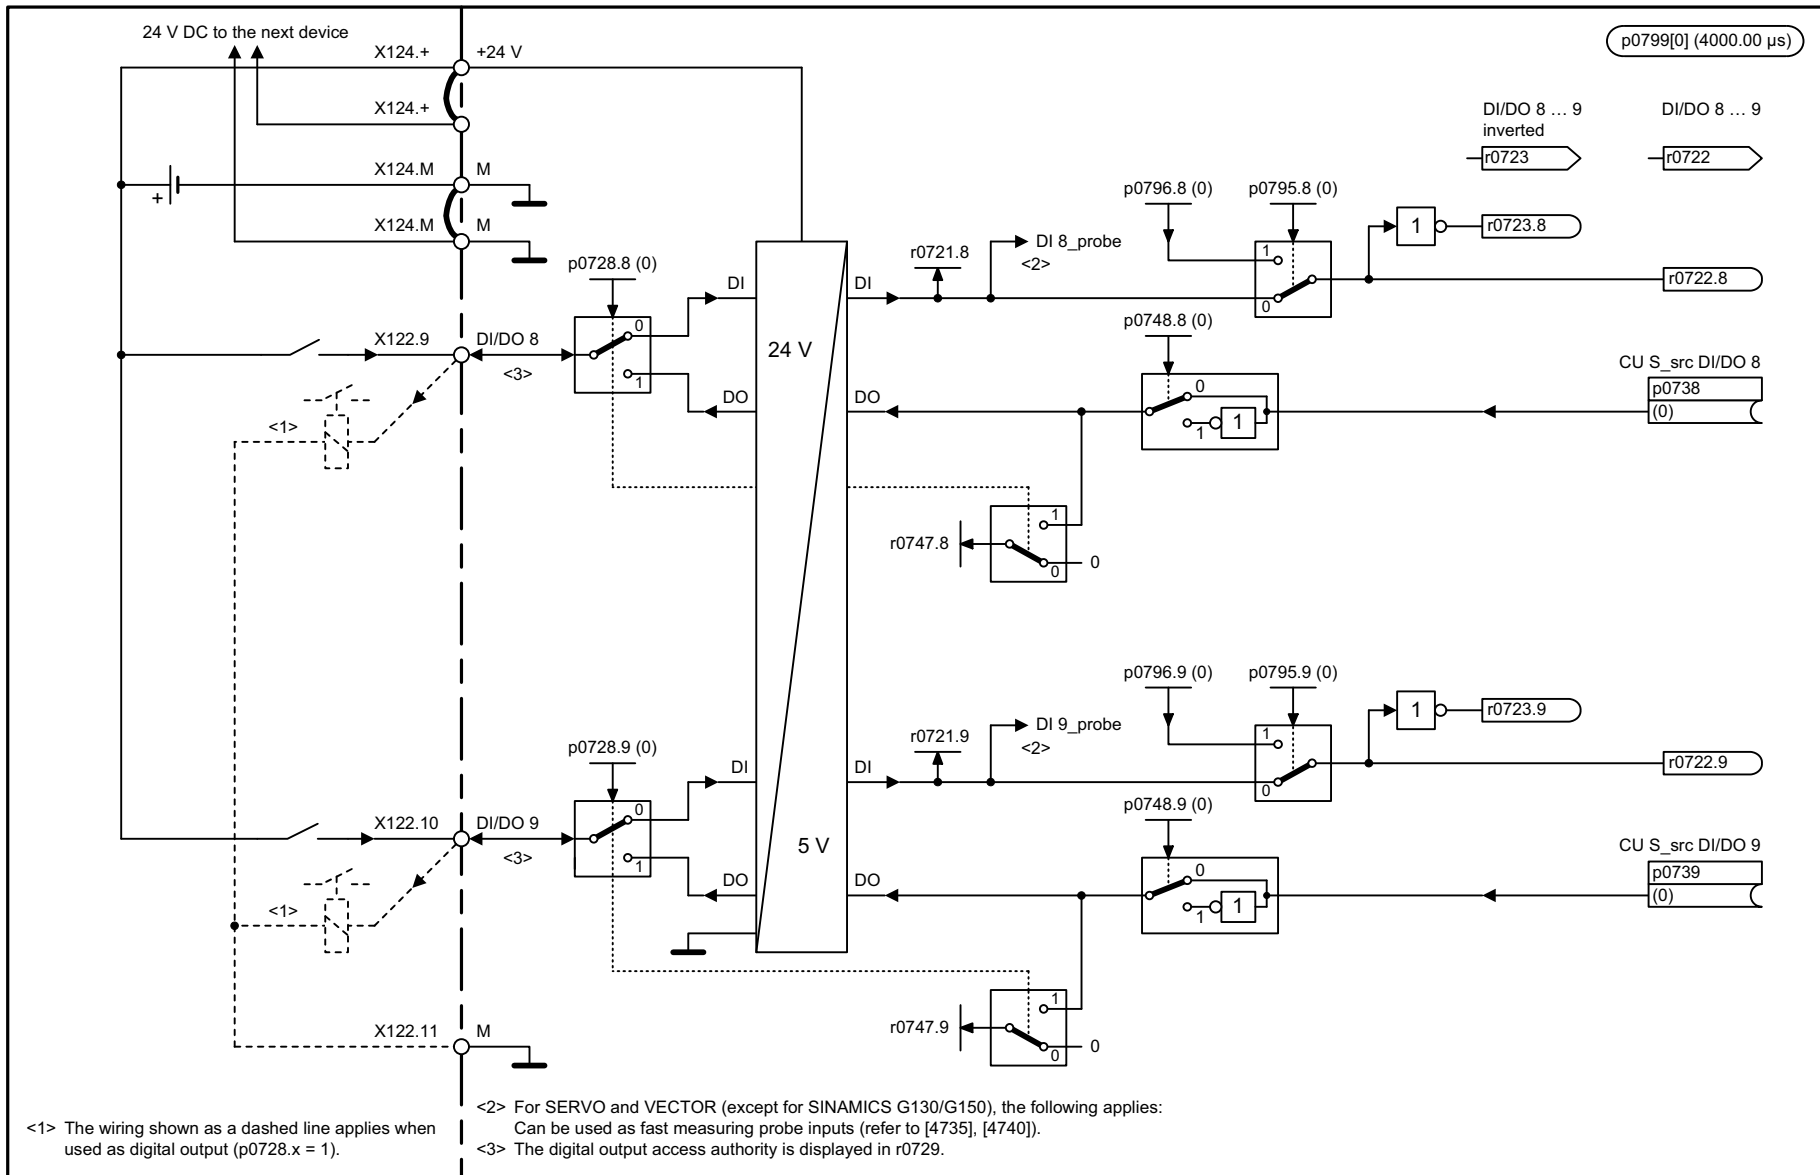 24 V DC to the next device
X124.+
+24 V
p0799[0] (4000.00 µs)
X124.+
DI/DO 8 … 9
inverted
DI/DO 8 … 9
r0723
r0722
X124.M
M
+
X124.M
M
p0796.8 (0)
p0795.8 (0)
1
r0723.8
DI 8_probe
<2>
r0721.8
1
0
r0722.8
p0728.8 (0)
DI
DI
0
1
X122.9
DI/DO 8
<3>
24 V
p0748.8 (0)
CU S_src DI/DO 8
p0738
(0)
DO
DO
0
1
1
<1>
r0747.8
1
0
0
p0796.9 (0)
p0795.9 (0)
1
r0723.9
DI 9_probe
<2>
r0721.9
1
0
r0722.9
p0728.9 (0)
DI
DI
0
1
X122.10
DI/DO 9
<3>
5 V
p0748.9 (0)
CU S_src DI/DO 9
p0739
(0)
DO
DO
0
1
1
<1>
r0747.9
1
0
0
X122.11
M
<1> The wiring shown as a dashed line applies when
used as digital output (p0728.x = 1).
<2> For SERVO and VECTOR (except for SINAMICS G130/G150), the following applies:
Can be used as fast measuring probe inputs (refer to [4735], [4740]).
<3> The digital output access authority is displayed in r0729.